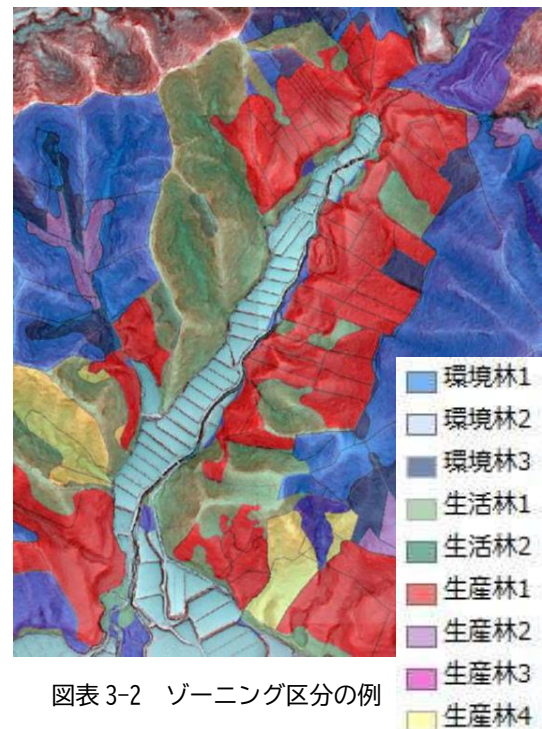 環境林1
環境林2
環境林3
生活林1
生活林2
生産林1
生産林2
生産林3
生産林4
図表 3-2 ゾーニング区分の例